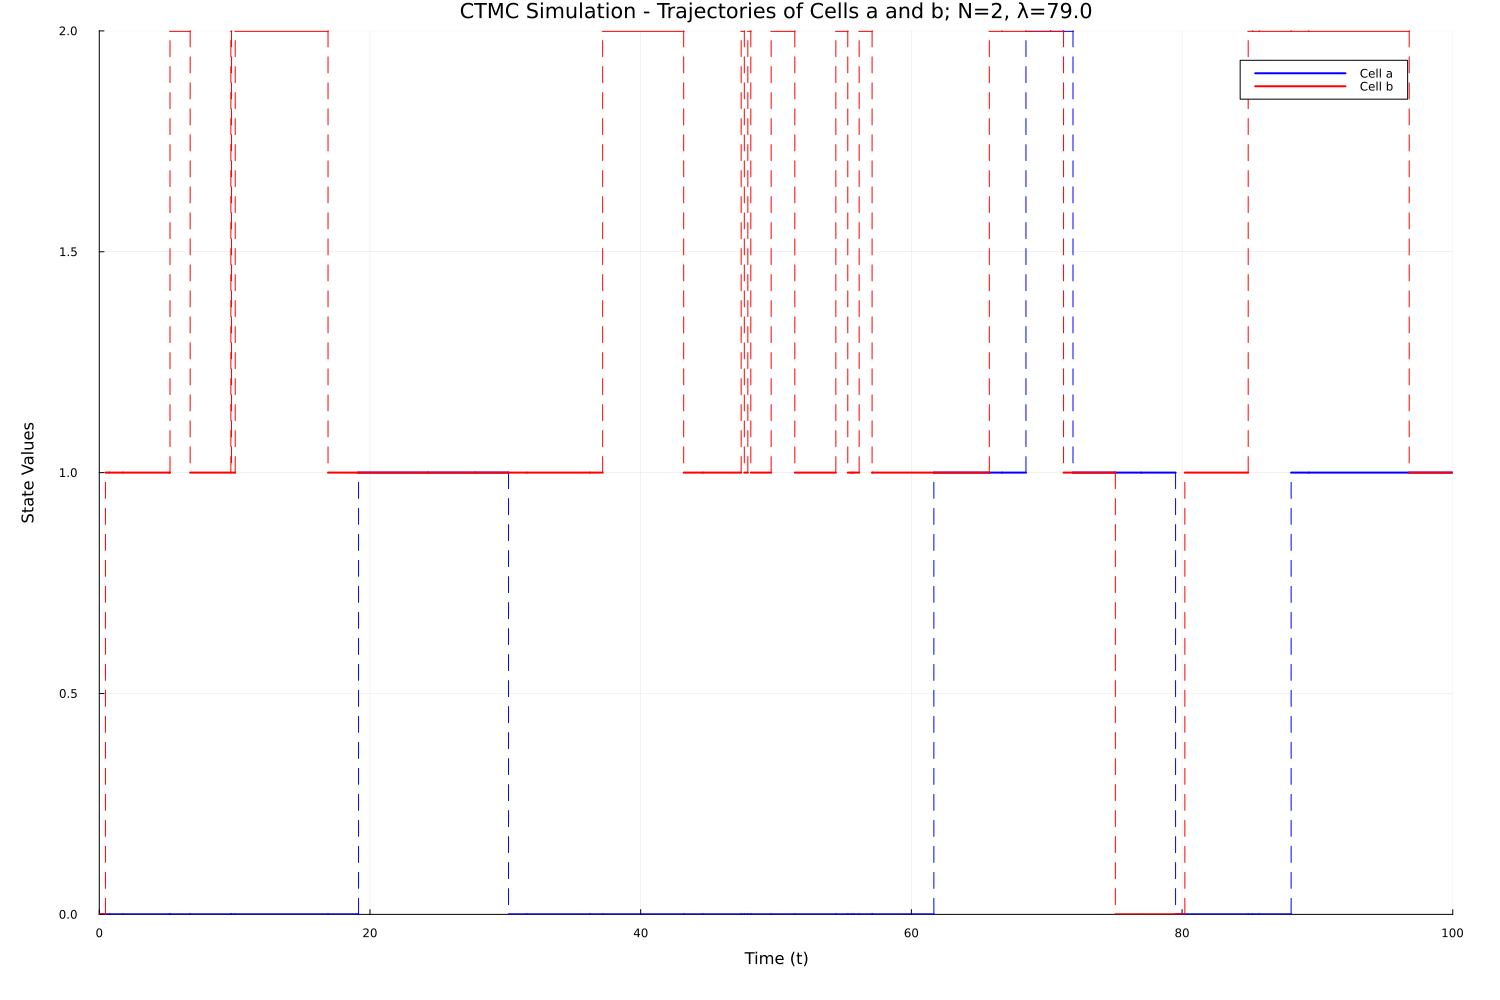 CTMC Simulation - Trajectories of Cells a and b; N=2, λ=79.0
2.0
Cell a
Cell b
1.5
1.0
State Values
0.5
0.0
0 20 40 60 80 100
Time (t)